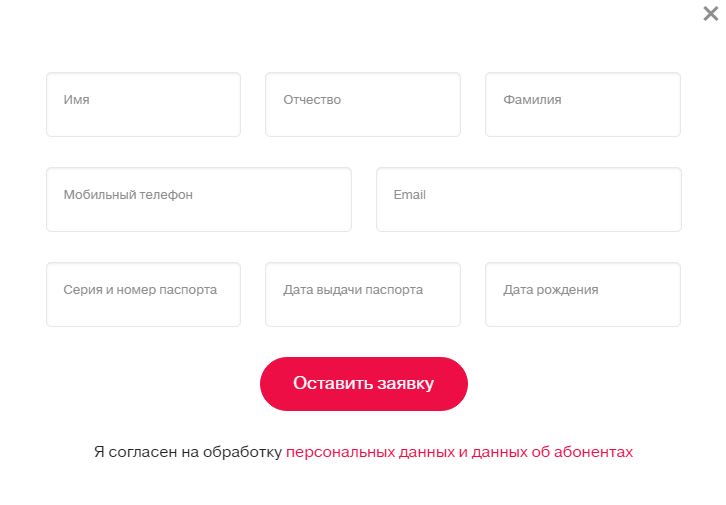 Имя
Отчество
Фамилия
Мобильный телефон
Email
Серия и номер паспорта
Дата выдачи паспорта
Дата рождения
Оставить заявку
Я согласен на обработку персональных данных и данных об абонентах